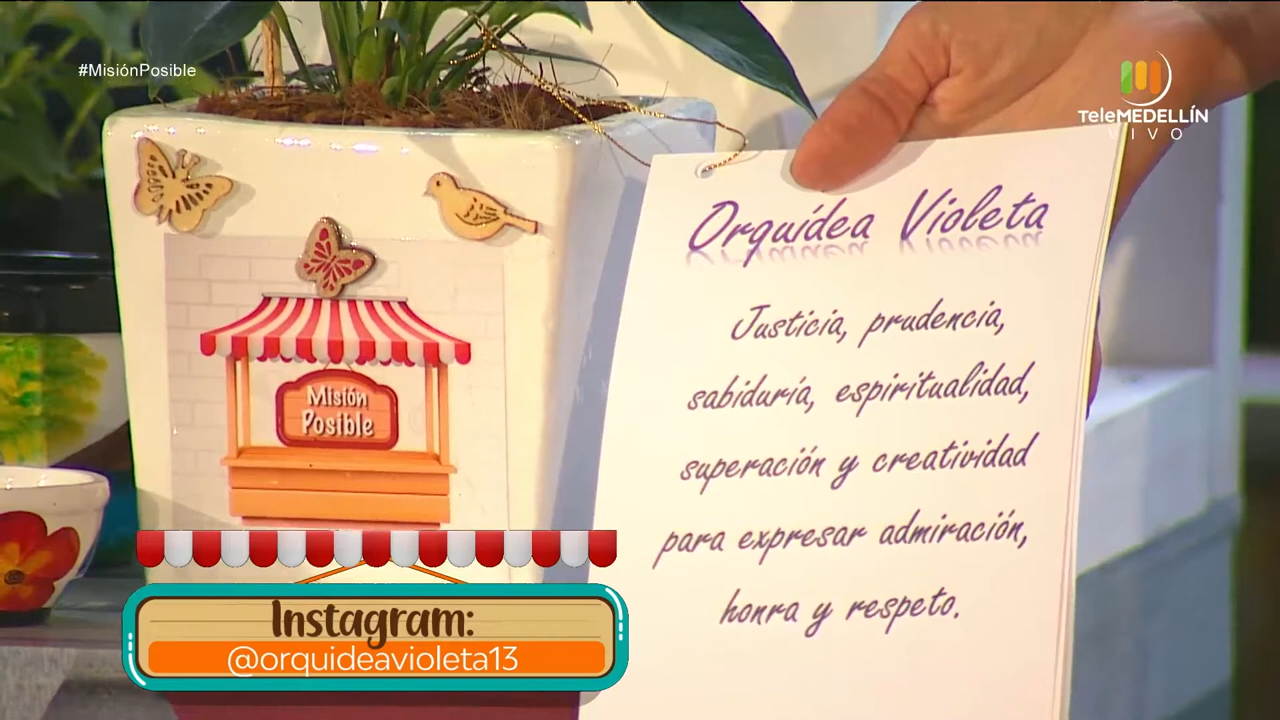 #MisiónPosible
TeleMEDELLÍN
VIVO
Orquídea Violeta
Justicia, prudencia,
sabiduría, espiritualidad,
superación y creatividad
para expresar admiración,
honra y respeto.
Misión
Posible
Instagram:
@orquideavioleta13